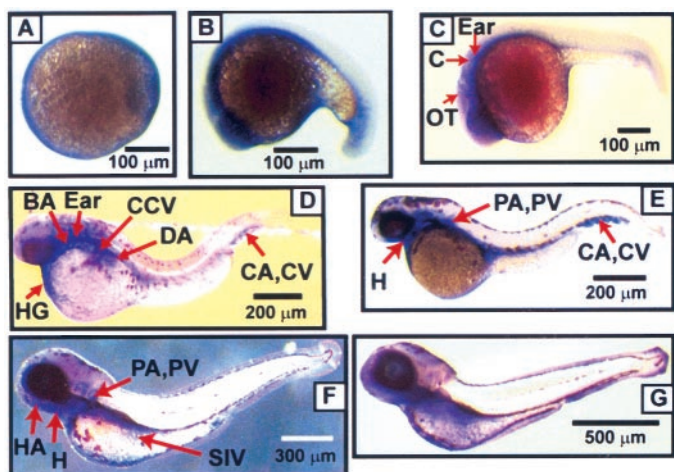 A
100 μm
B
100 μm
C
Ear
C
OT
100 μm
D
BA Ear CCV
DA
CA,CV
HG
200 μm
E
PA,PV
H
CA,CV
200 μm
F
PA,PV
HA H
SIV
300 μm
G
500 μm